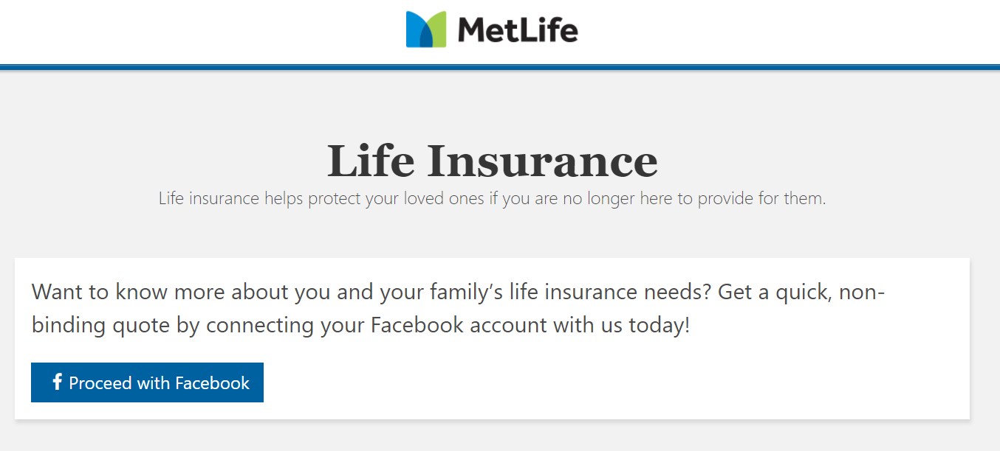 MetLife
Life Insurance
Life insurance helps protect your loved ones if you are no longer here to provide for them.
Want to know more about you and your family’s life insurance needs? Get a quick, non-
binding quote by connecting your Facebook account with us today!
f Proceed with Facebook